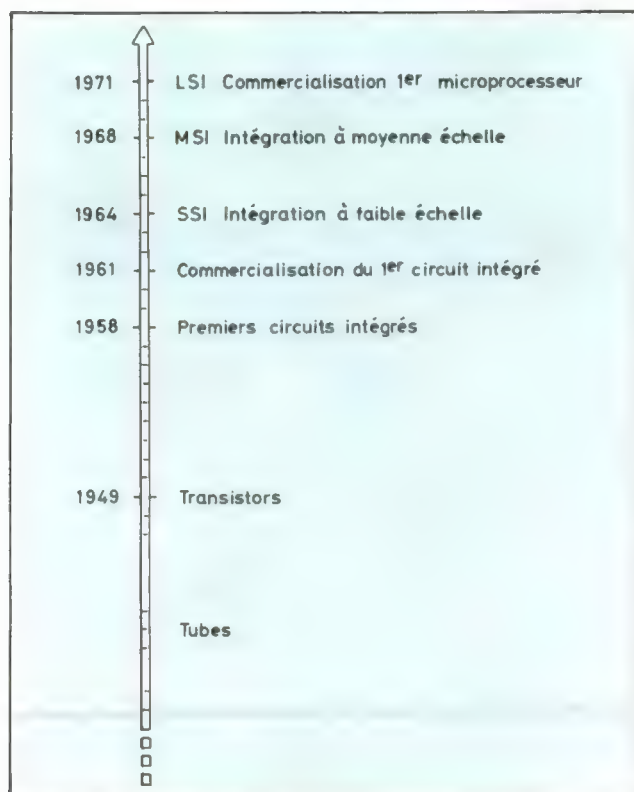 1971 LSI Commercialisation 1er microprocesseur
1968 MSI Intégration à moyenne échelle
1964 SSI Intégration à faible échelle
1961 Commercialisation du 1er circuit intégré
1958 Premiers circuits intégrés
1949 Transistors
Tubes